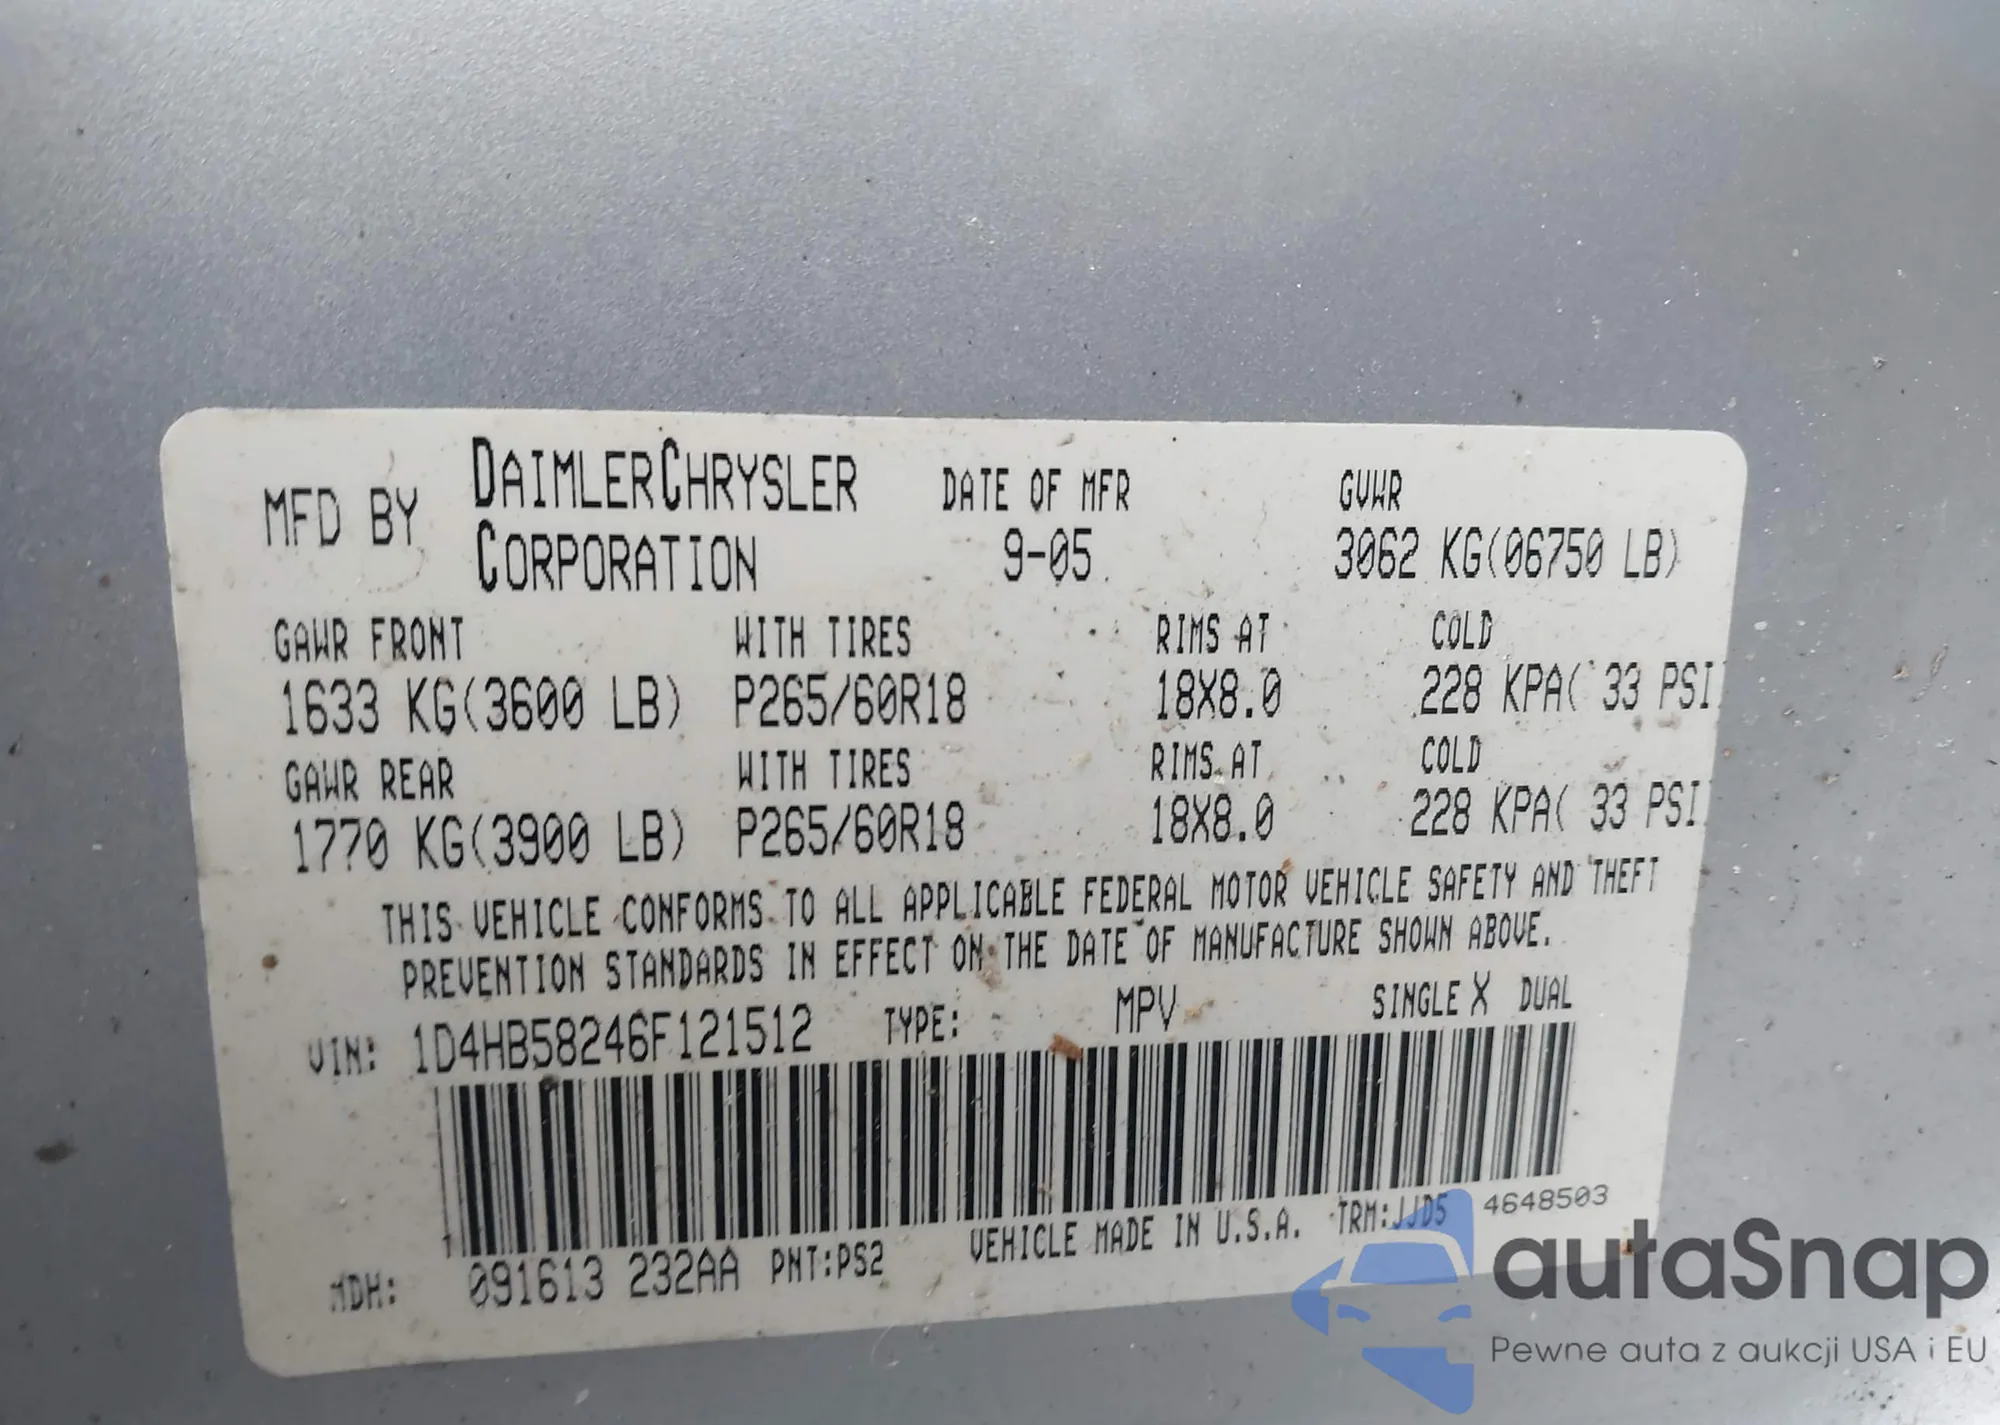 MFD BY DAIMLERCHRYSLER CORPORATION DATE OF MFR 9-05 GVWR 3062 KG(06750 LB)
GAWR FRONT WITH TIRES RIMS AT COLD
1633 KG(3600 LB) P265/60R18 18X8.0 228 KPA( 33 PSI
GAWR REAR WITH TIRES RIMS AT COLD
1770 KG(3900 LB) P265/60R18 18X8.0 228 KPA( 33 PSI
THIS VEHICLE CONFORMS TO ALL APPLICABLE FEDERAL MOTOR VEHICLE SAFETY AND THEFT
PREVENTION STANDARDS IN EFFECT ON THE DATE OF MANUFACTURE SHOWN ABOVE.
VIN: 1D4HB58246F121512 TYPE: MPV SINGLE X DUAL
MDH: 091613 232AA PNT:PS2 VEHICLE MADE IN U.S.A. TRM:JJD5 4648503
autaSnap
Pewne auta z aukcji USA i EU